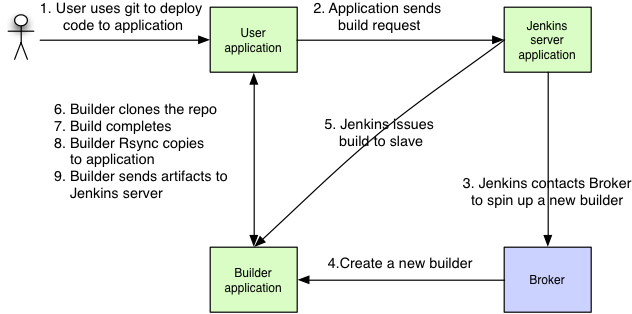 1. User uses git to deploy
code to application
2. Application sends
build request
User
application
Jenkins
server
application
6. Builder clones the repo
7. Build completes
8. Builder Rsync copies
to application
9. Builder sends artifacts to
Jenkins server
5. Jenkins issues
build to slave
3. Jenkins contacts Broker
to spin up a new builder
4.Create a new builder
Builder
application
Broker